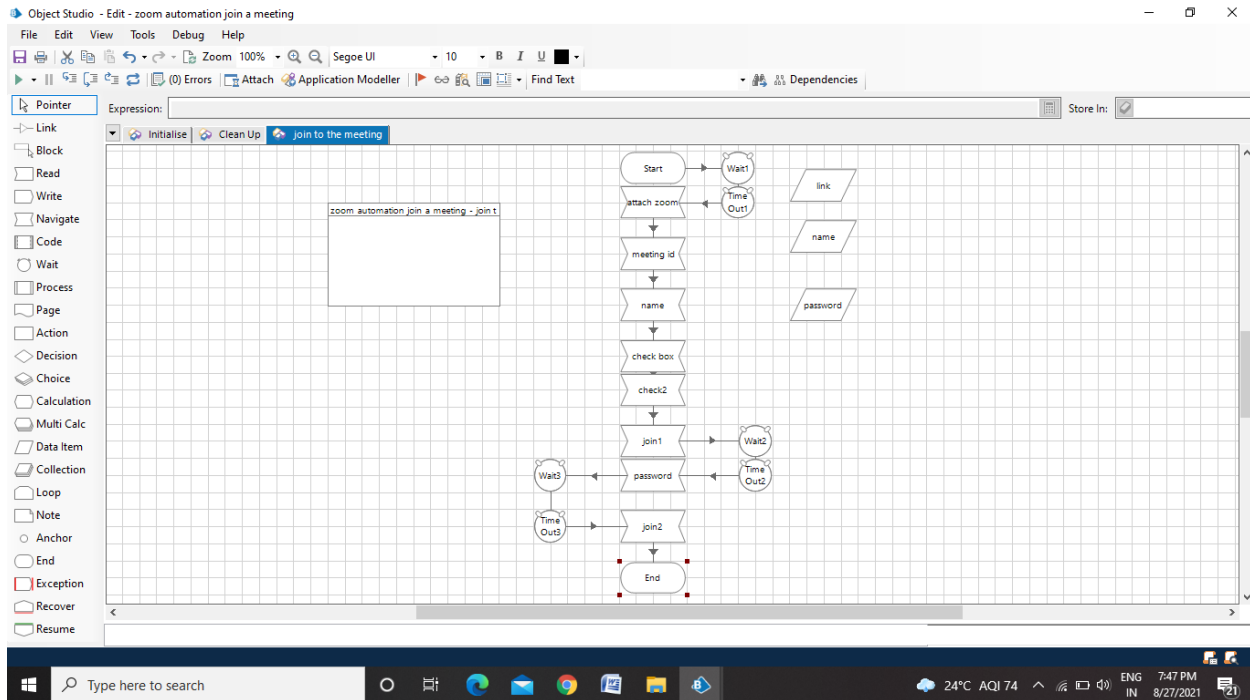 Object Studio - Edit - zoom automation join a meeting
File Edit View Tools Debug Help
Zoom 100% Segoe UI 10 B I U
(0) Errors Attach Application Modeller Find Text Dependencies
Pointer
Link
Block
Read
Write
Navigate
Code
Wait
Process
Page
Action
Decision
Choice
Calculation
Multi Calc
Data Item
Collection
Loop
Note
Anchor
End
Exception
Recover
Resume
Expression: Store In:
Initialise Clean Up join to the meeting
zoom automation join a meeting - join t
Start
Wait1
attach zoom
Time
Out1
meeting id
name
check box
check2
join1
Wait2
password
Time
Out2
Wait3
Time
Out3
join2
End
link
name
password
Type here to search
24°C AQI 74
ENG
IN
7:47 PM
8/27/2021
21